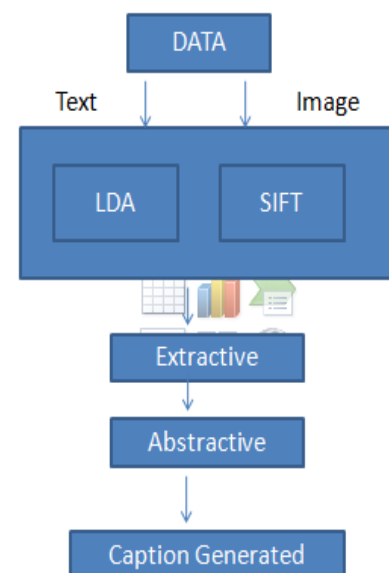 DATA
Text Image
LDA SIFT
Extractive
Abstractive
Caption Generated